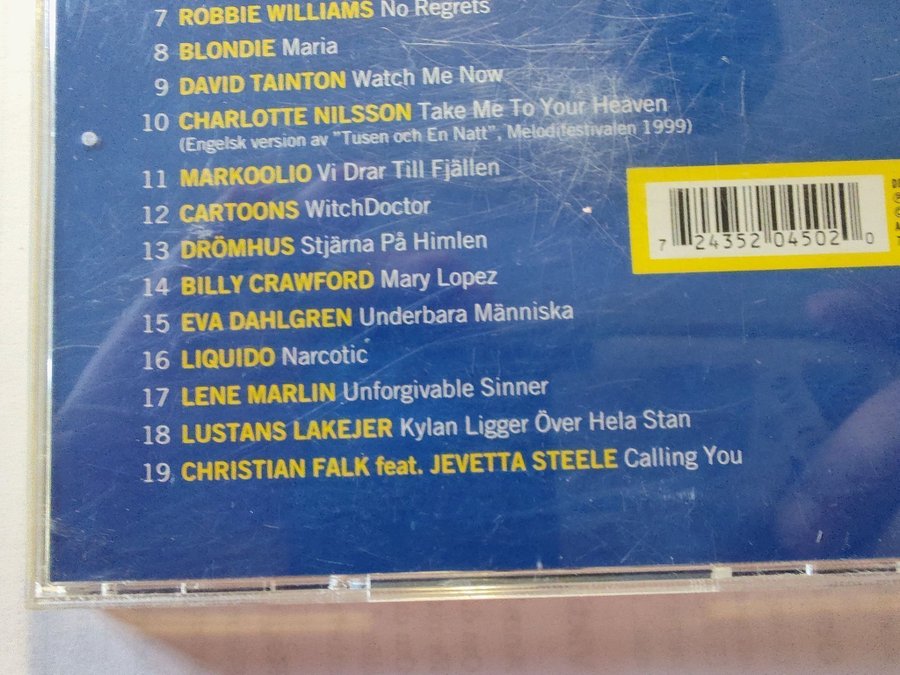 7 ROBBIE WILLIAMS No Regrets
8 BLONDIE Maria
9 DAVID TAINTON Watch Me Now
10 CHARLOTTE NILSSON Take Me To Your Heaven
(Engelsk version av "Tusen och En Natt", Melodifestivalen 1999)
11 MARKOOLIO Vi Drar Till Fjällen
12 CARTOONS WitchDoctor
13 DRÖMHUS Stjärna På Himlen
14 BILLY CRAWFORD Mary Lopez
15 EVA DAHLGREN Underbara Människa
16 LIQUIDO Narcotic
17 LENE MARLIN Unforgivable Sinner
18 LUSTANS LAKEJER Kylan Ligger Över Hela Stan
19 CHRISTIAN FALK feat. JEVETTA STEELE Calling You
7 24352 04502 0